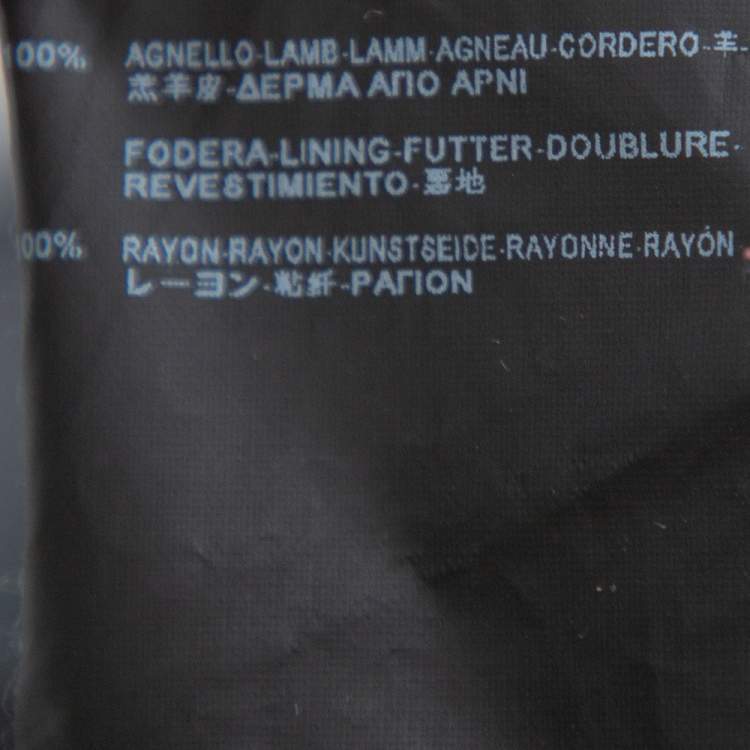 100% AGNELLO-LAMB-LAMM-AGNEAU-CORDERO-羊-
羔羊皮-ΔΕΡΜΑ ΑΠΟ ΑΡΝΙ
FODERA-LINING-FUTTER-DOUBLURE-
REVESTIMIENTO-裏地
100% RAYON-RAYON-KUNSTSEIDE-RAYONNE-RAYÓN
レーヨン-粘纤-ΡΑΓΙΟΝ